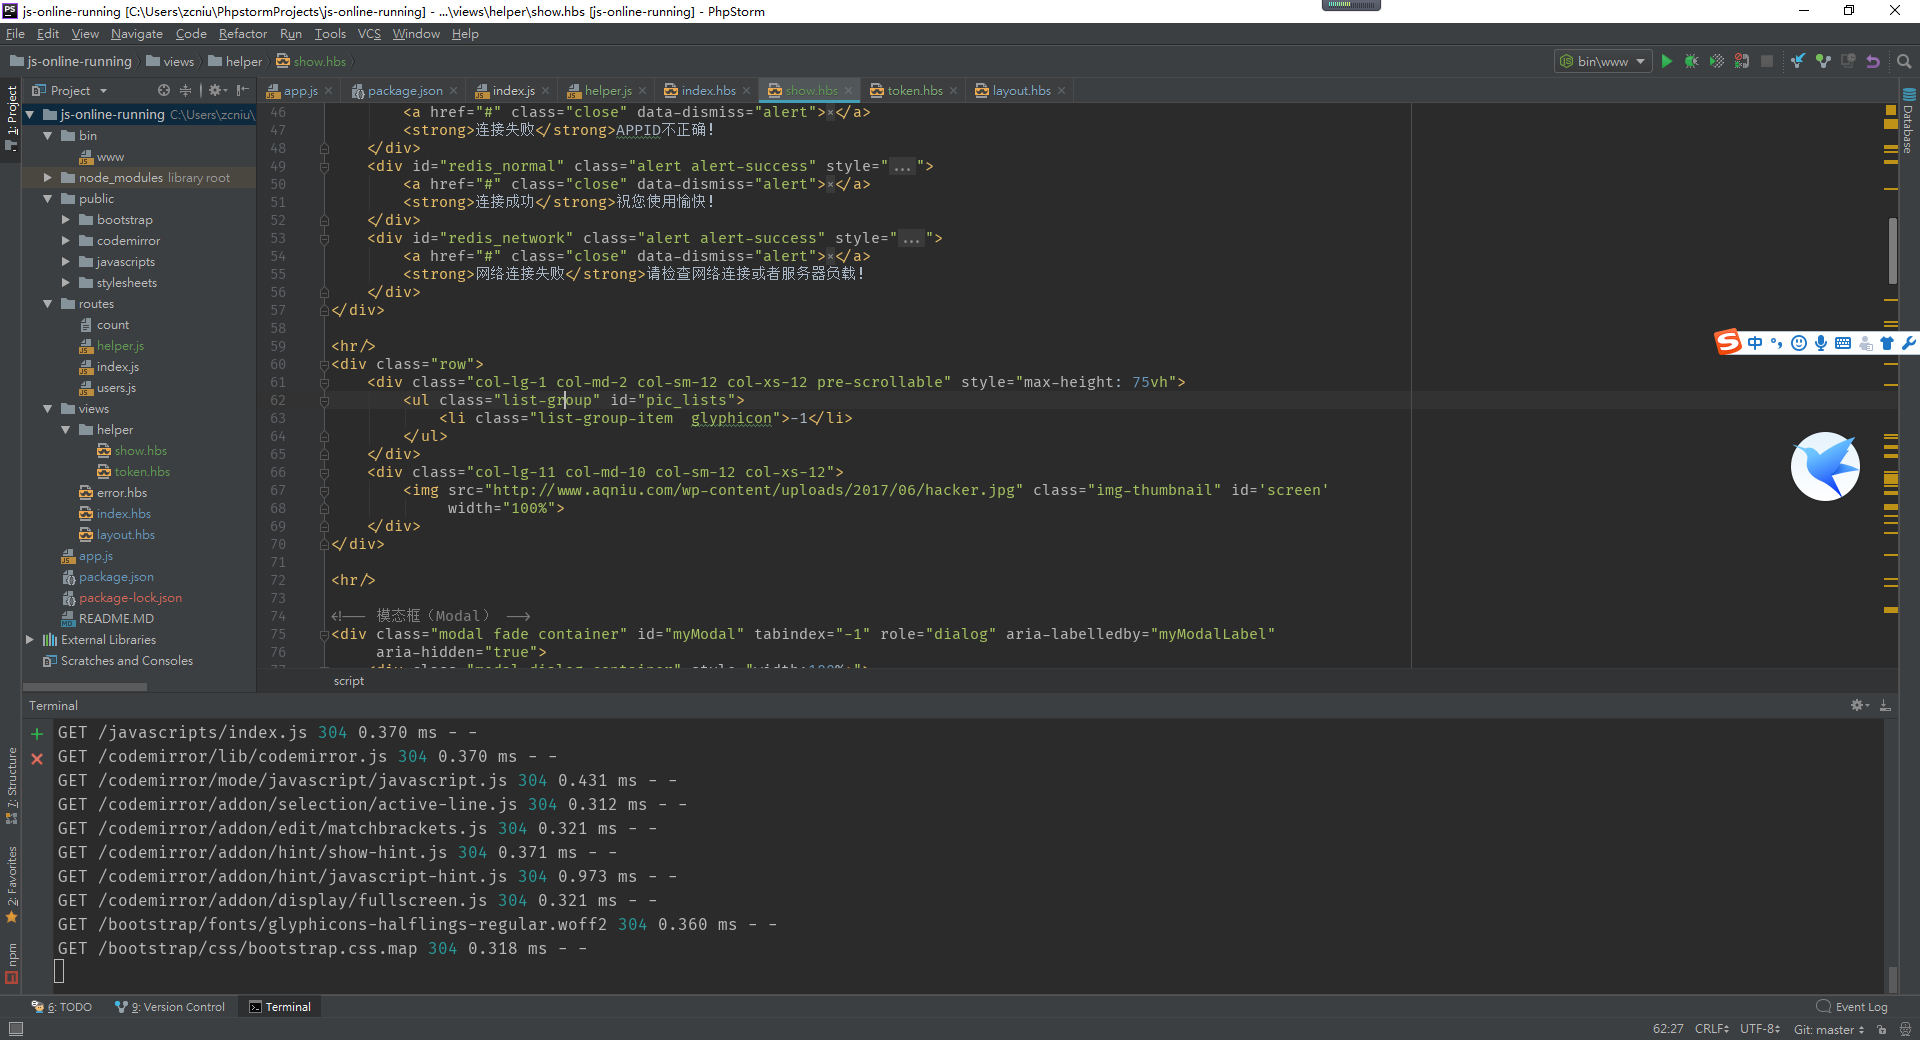 js-online-running [C:\Users\zcniu\PhpstormProjects\js-online-running] - ...\views\helper\show.hbs [js-online-running] - PhpStorm
File Edit View Navigate Code Refactor Run Tools VCS Window Help
js-online-running views helper show.hbs bin\www
Project app.js package.json index.js helper.js index.hbs show.hbs token.hbs layout.hbs
1: Project
Database
js-online-running C:\Users\zcniu\
bin
www
node_modules library root
public
bootstrap
codemirror
javascripts
stylesheets
routes
count
helper.js
index.js
users.js
views
helper
show.hbs
token.hbs
error.hbs
index.hbs
layout.hbs
app.js
package.json
package-lock.json
README.MD
External Libraries
Scratches and Consoles
46 <a href="#" class="close" data-dismiss="alert">×</a>
47 <strong>连接失败</strong>APPID不正确!
48 </div>
49 <div id="redis_normal" class="alert alert-success" style="...">
50 <a href="#" class="close" data-dismiss="alert">×</a>
51 <strong>连接成功</strong>祝您使用愉快!
52 </div>
53 <div id="redis_network" class="alert alert-success" style="...">
54 <a href="#" class="close" data-dismiss="alert">×</a>
55 <strong>网络连接失败</strong>请检查网络连接或者服务器负载!
56 </div>
57 </div>
58
59 <hr/>
60 <div class="row">
61 <div class="col-lg-1 col-md-2 col-sm-12 col-xs-12 pre-scrollable" style="max-height: 75vh">
62 <ul class="list-group" id="pic_lists">
63 <li class="list-group-item  glyphicon">-1</li>
64 </ul>
65 </div>
66 <div class="col-lg-11 col-md-10 col-sm-12 col-xs-12">
67 <img src="http://www.aqniu.com/wp-content/uploads/2017/06/hacker.jpg" class="img-thumbnail" id='screen'
68 width="100%">
69 </div>
70 </div>
71
72 <hr/>
73
74 <!-- 模态框（Modal） -->
75 <div class="modal fade container" id="myModal" tabindex="-1" role="dialog" aria-labelledby="myModalLabel"
76 aria-hidden="true">
77 <div class="modal-dialog container" style="width:100%;">
script
中
Terminal
GET /javascripts/index.js 304 0.370 ms - -
GET /codemirror/lib/codemirror.js 304 0.370 ms - -
GET /codemirror/mode/javascript/javascript.js 304 0.431 ms - -
GET /codemirror/addon/selection/active-line.js 304 0.312 ms - -
GET /codemirror/addon/edit/matchbrackets.js 304 0.321 ms - -
GET /codemirror/addon/hint/show-hint.js 304 0.371 ms - -
GET /codemirror/addon/hint/javascript-hint.js 304 0.973 ms - -
GET /codemirror/addon/display/fullscreen.js 304 0.321 ms - -
GET /bootstrap/fonts/glyphicons-halflings-regular.woff2 304 0.360 ms - -
GET /bootstrap/css/bootstrap.css.map 304 0.318 ms - -
7: Structure
2: Favorites
npm
6: TODO 9: Version Control Terminal Event Log
62:27 CRLF UTF-8 Git: master